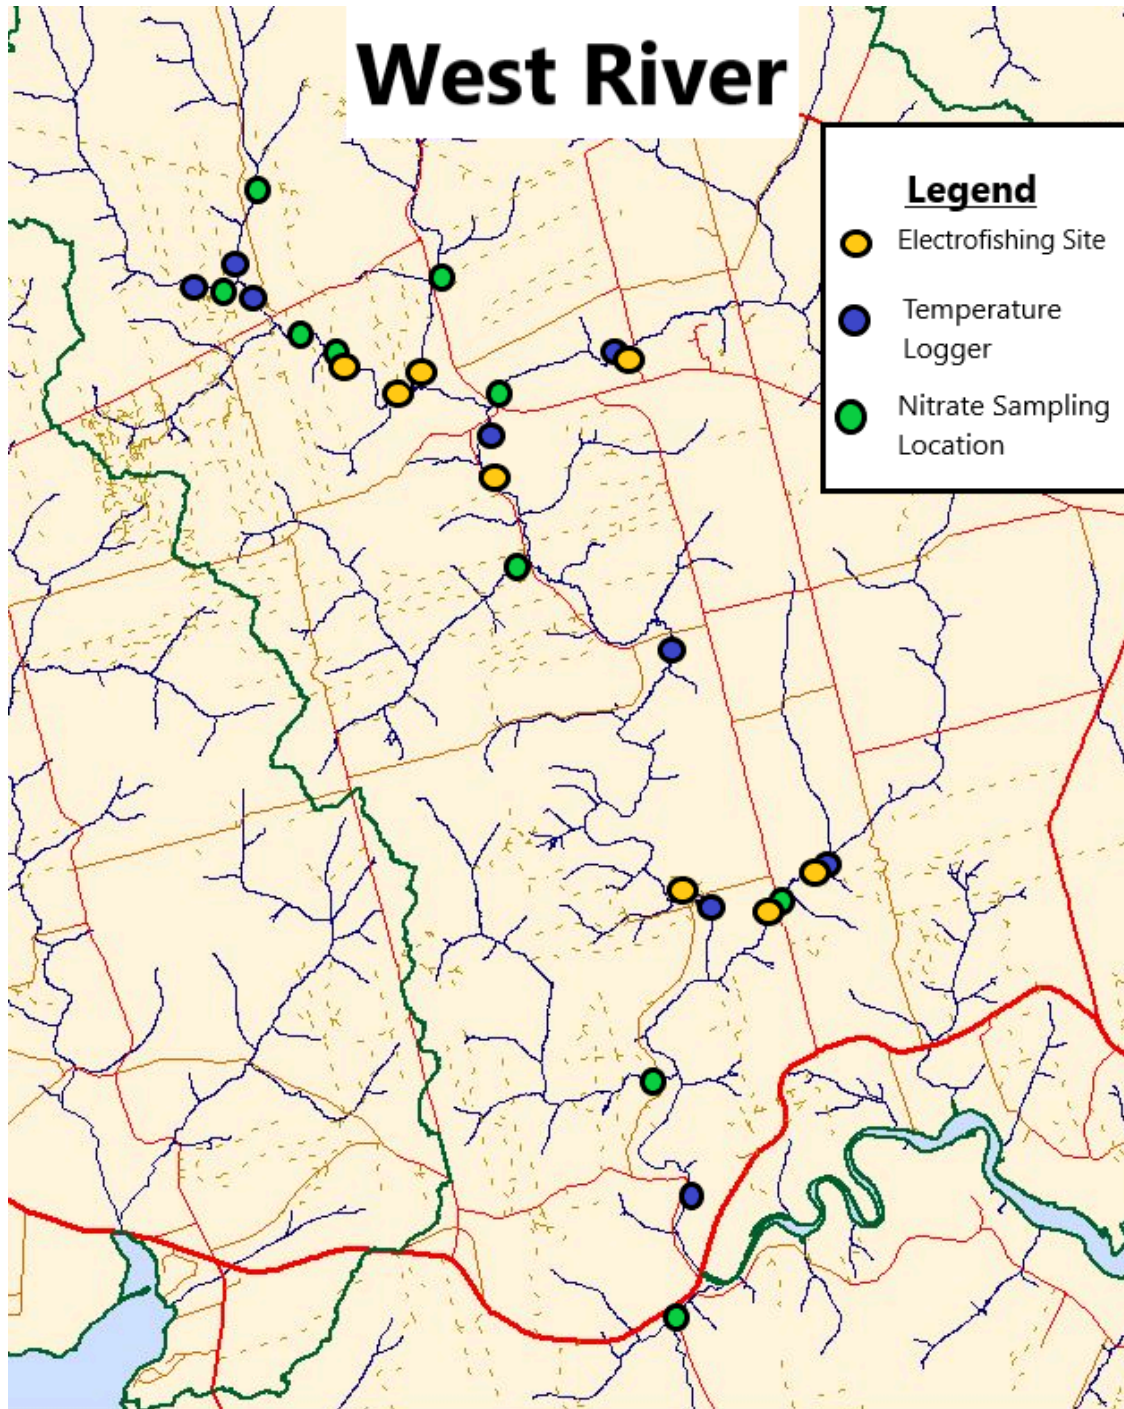 West River
Legend
Electrofishing Site
Temperature
Logger
Nitrate Sampling
Location